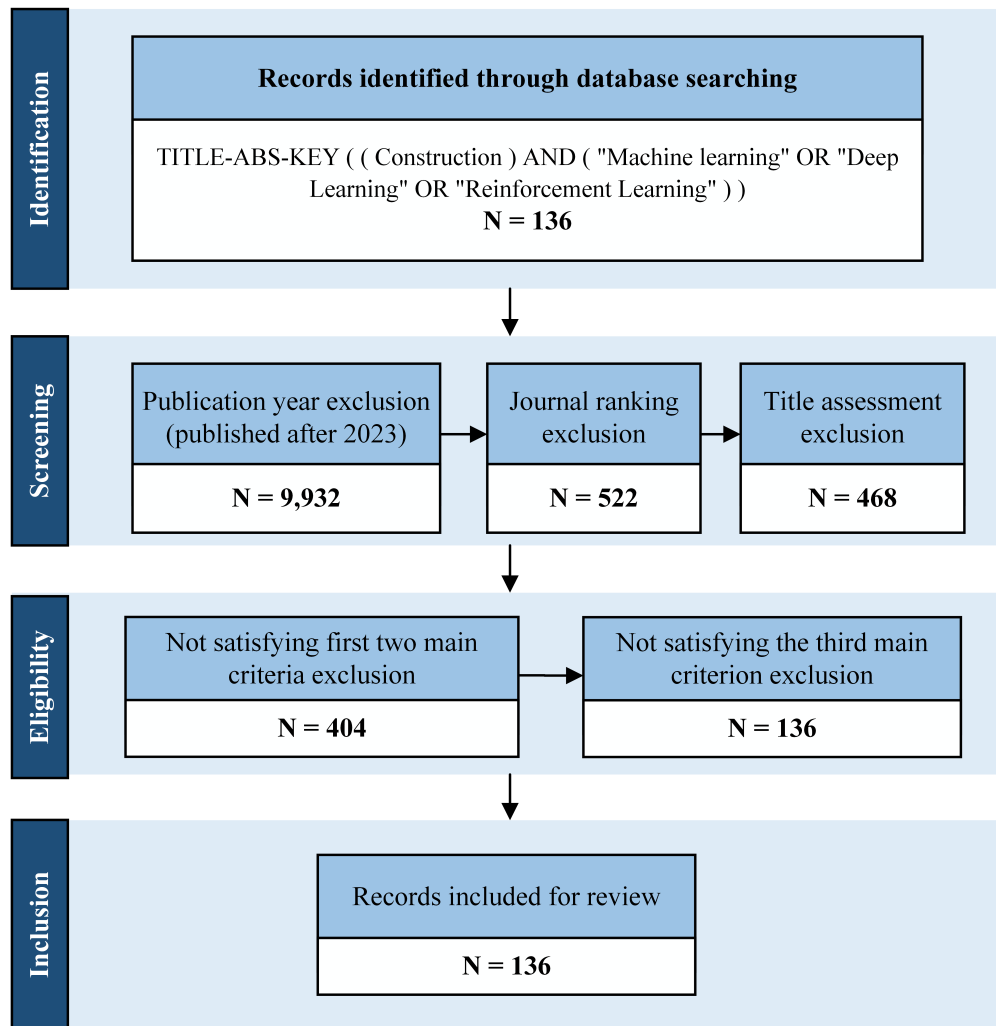 Identification
Records identified through database searching
TITLE-ABS-KEY ( ( Construction ) AND ( "Machine learning" OR "Deep
Learning" OR "Reinforcement Learning" ) )
N = 136
Screening
Publication year exclusion
(published after 2023)
N = 9,932
Journal ranking
exclusion
N = 522
Title assessment
exclusion
N = 468
Eligibility
Not satisfying first two main
criteria exclusion
N = 404
Not satisfying the third main
criterion exclusion
N = 136
Inclusion
Records included for review
N = 136